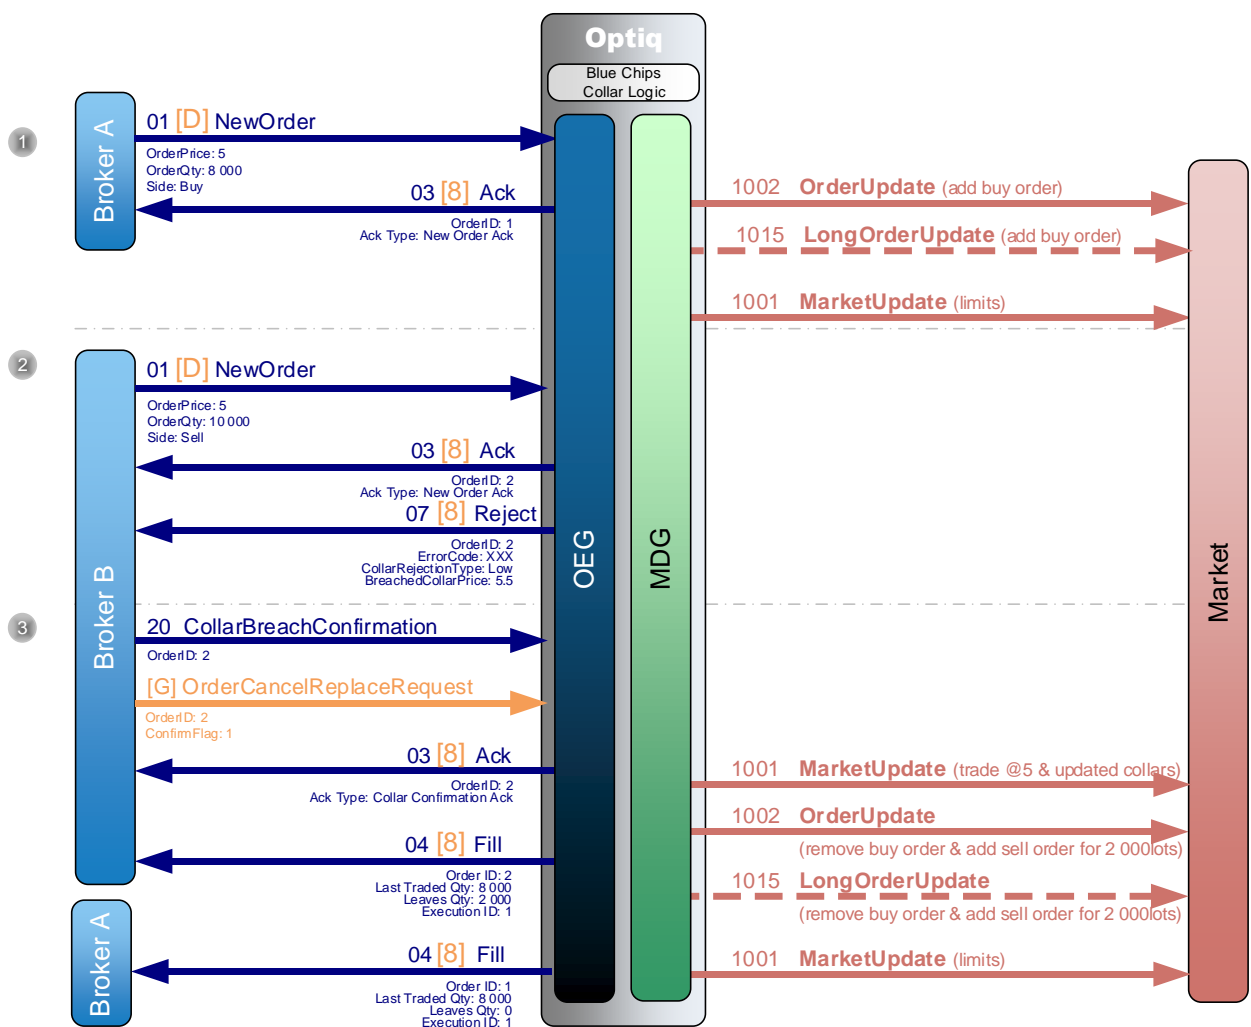 Optiq
Blue Chips
Collar Logic
1
Broker A
01 [D] NewOrder
OrderPrice: 5
OrderQty: 8 000
Side: Buy
03 [8] Ack
OrderID: 1
Ack Type: New Order Ack
1002 OrderUpdate (add buy order)
1015 LongOrderUpdate (add buy order)
1001 MarketUpdate (limits)
2
Broker B
01 [D] NewOrder
OrderPrice: 5
OrderQty: 10 000
Side: Sell
03 [8] Ack
OrderID: 2
Ack Type: New Order Ack
07 [8] Reject
OrderID: 2
ErrorCode: XXX
CollarRejectionType: Low
BreachedCollarPrice: 5.5
OEG
MDG
Market
3
20 CollarBreachConfirmation
OrderID: 2
[G] OrderCancelReplaceRequest
OrderID: 2
ConfirmFlag: 1
03 [8] Ack
OrderID: 2
Ack Type: Collar Confirmation Ack
1001 MarketUpdate (trade @5 & updated collars)
1002 OrderUpdate
(remove buy order & add sell order for 2 000lots)
04 [8] Fill
Order ID: 2
Last Traded Qty: 8 000
Leaves Qty: 2 000
Execution ID: 1
1015 LongOrderUpdate
(remove buy order & add sell order for 2 000lots)
Broker A
04 [8] Fill
Order ID: 1
Last Traded Qty: 8 000
Leaves Qty: 0
Execution ID: 1
1001 MarketUpdate (limits)